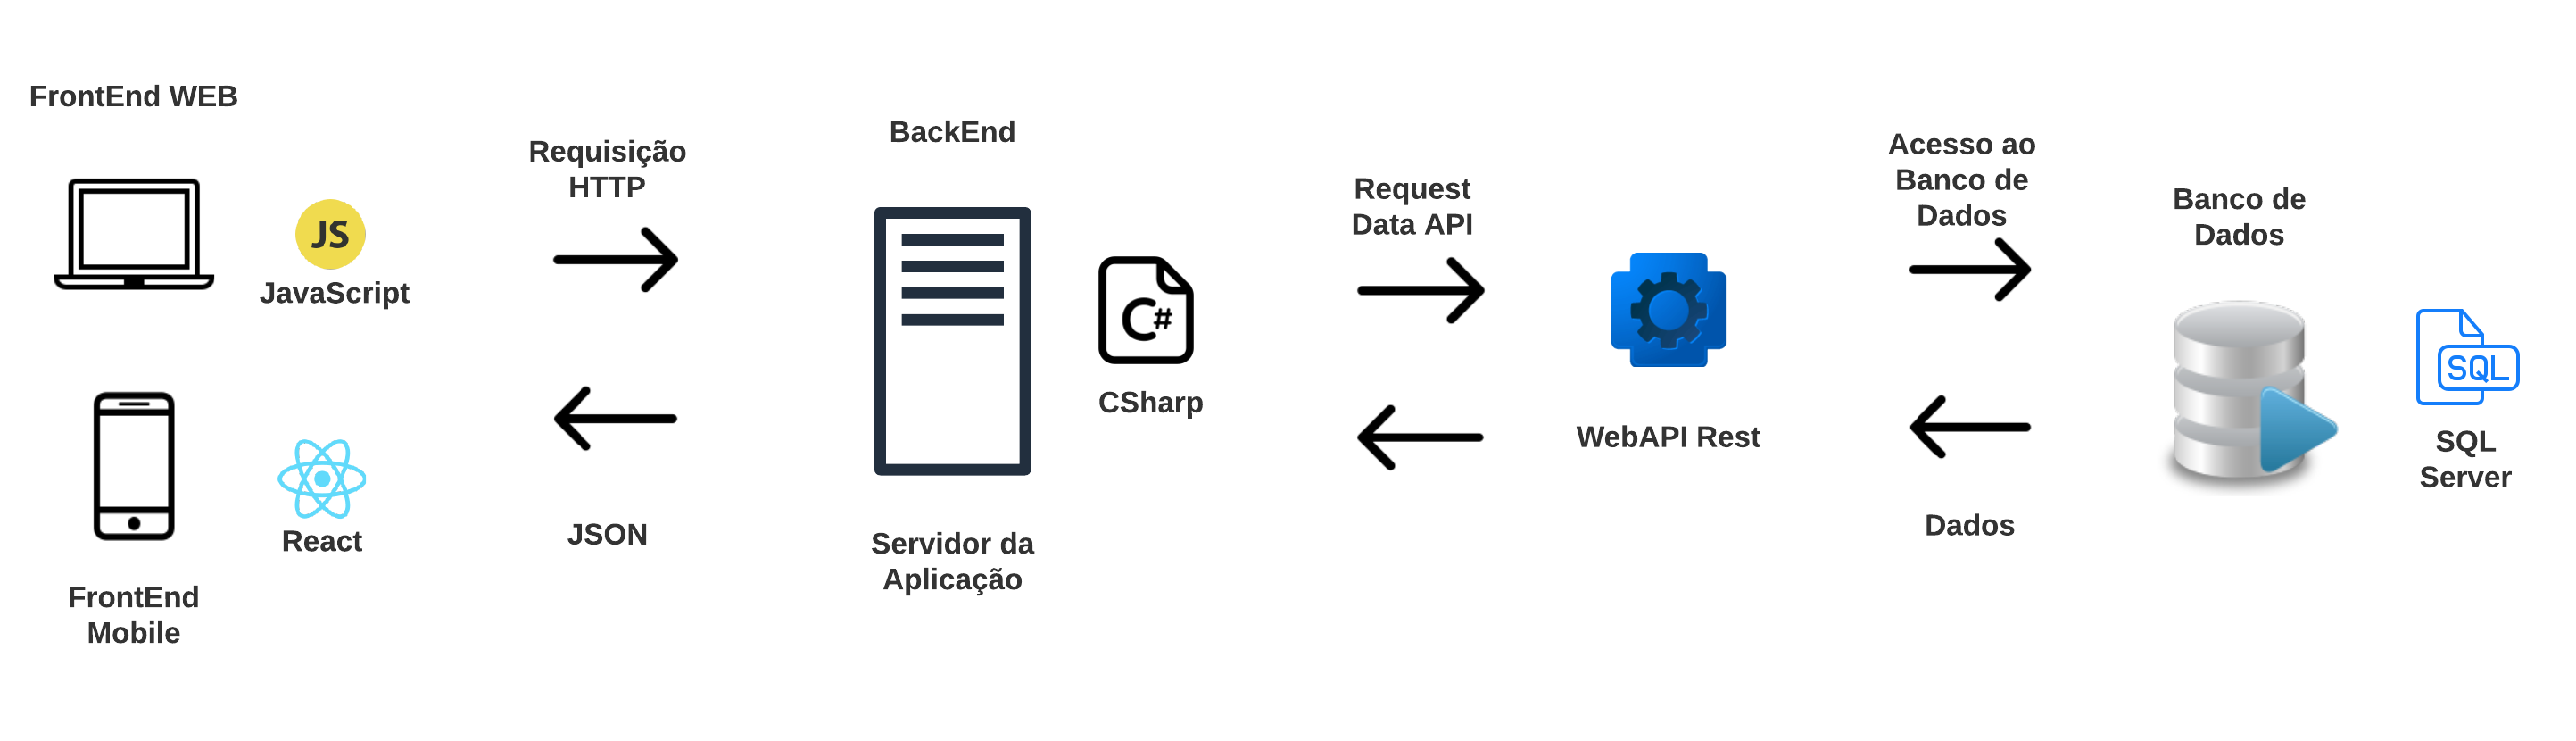 FrontEnd WEB
JS
JavaScript
React
FrontEnd
Mobile
Requisição
HTTP
JSON
BackEnd
C#
CSharp
Servidor da
Aplicação
Request
Data API
WebAPI Rest
Acesso ao
Banco de
Dados
Dados
Banco de
Dados
SQL
SQL
Server